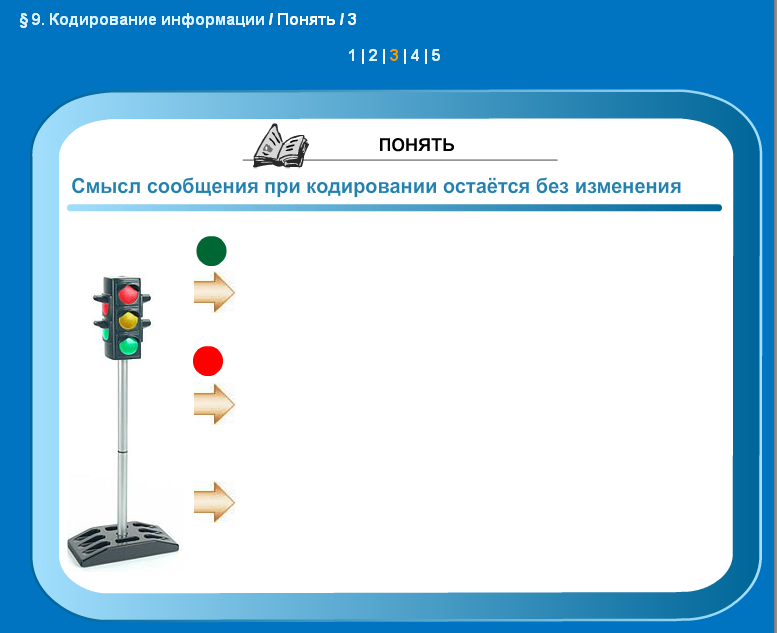 § 9. Кодирование информации / Понять / 3
1 | 2 | 3 | 4 | 5
ПОНЯТЬ
Смысл сообщения при кодировании остаётся без изменения